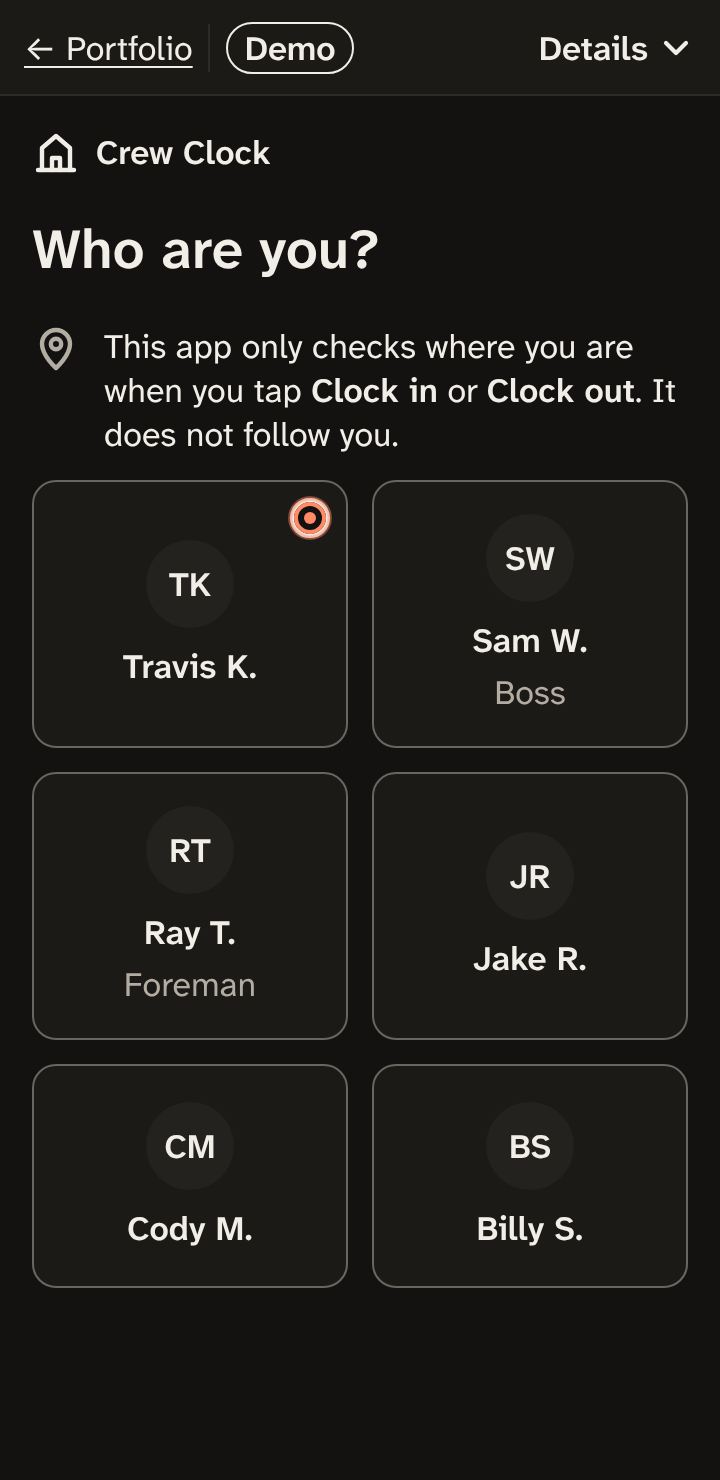 ← Portfolio
Demo
Details
Crew Clock
Who are you?
This app only checks where you are
when you tap Clock in or Clock out. It
does not follow you.
TK
Travis K.
SW
Sam W.
Boss
RT
Ray T.
Foreman
JR
Jake R.
CM
Cody M.
BS
Billy S.